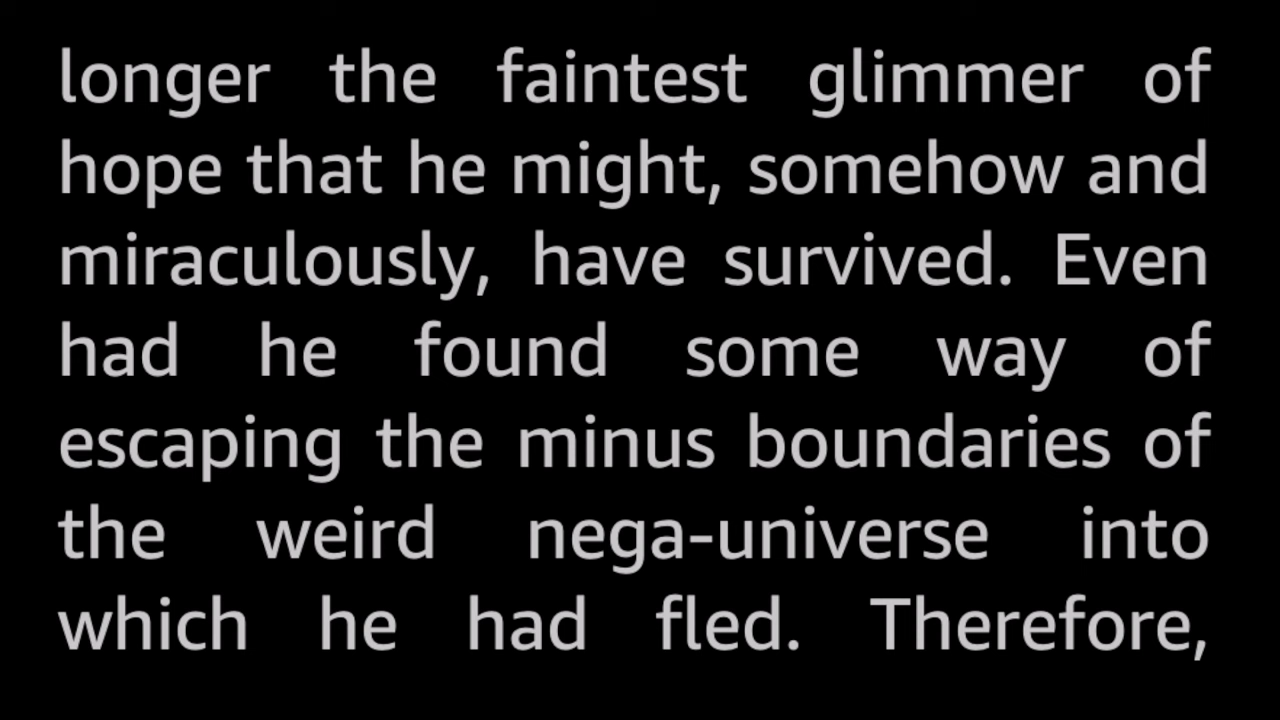 longer the faintest glimmer of
hope that he might, somehow and
miraculously, have survived. Even
had he found some way of
escaping the minus boundaries of
the weird nega-universe into
which he had fled. Therefore,